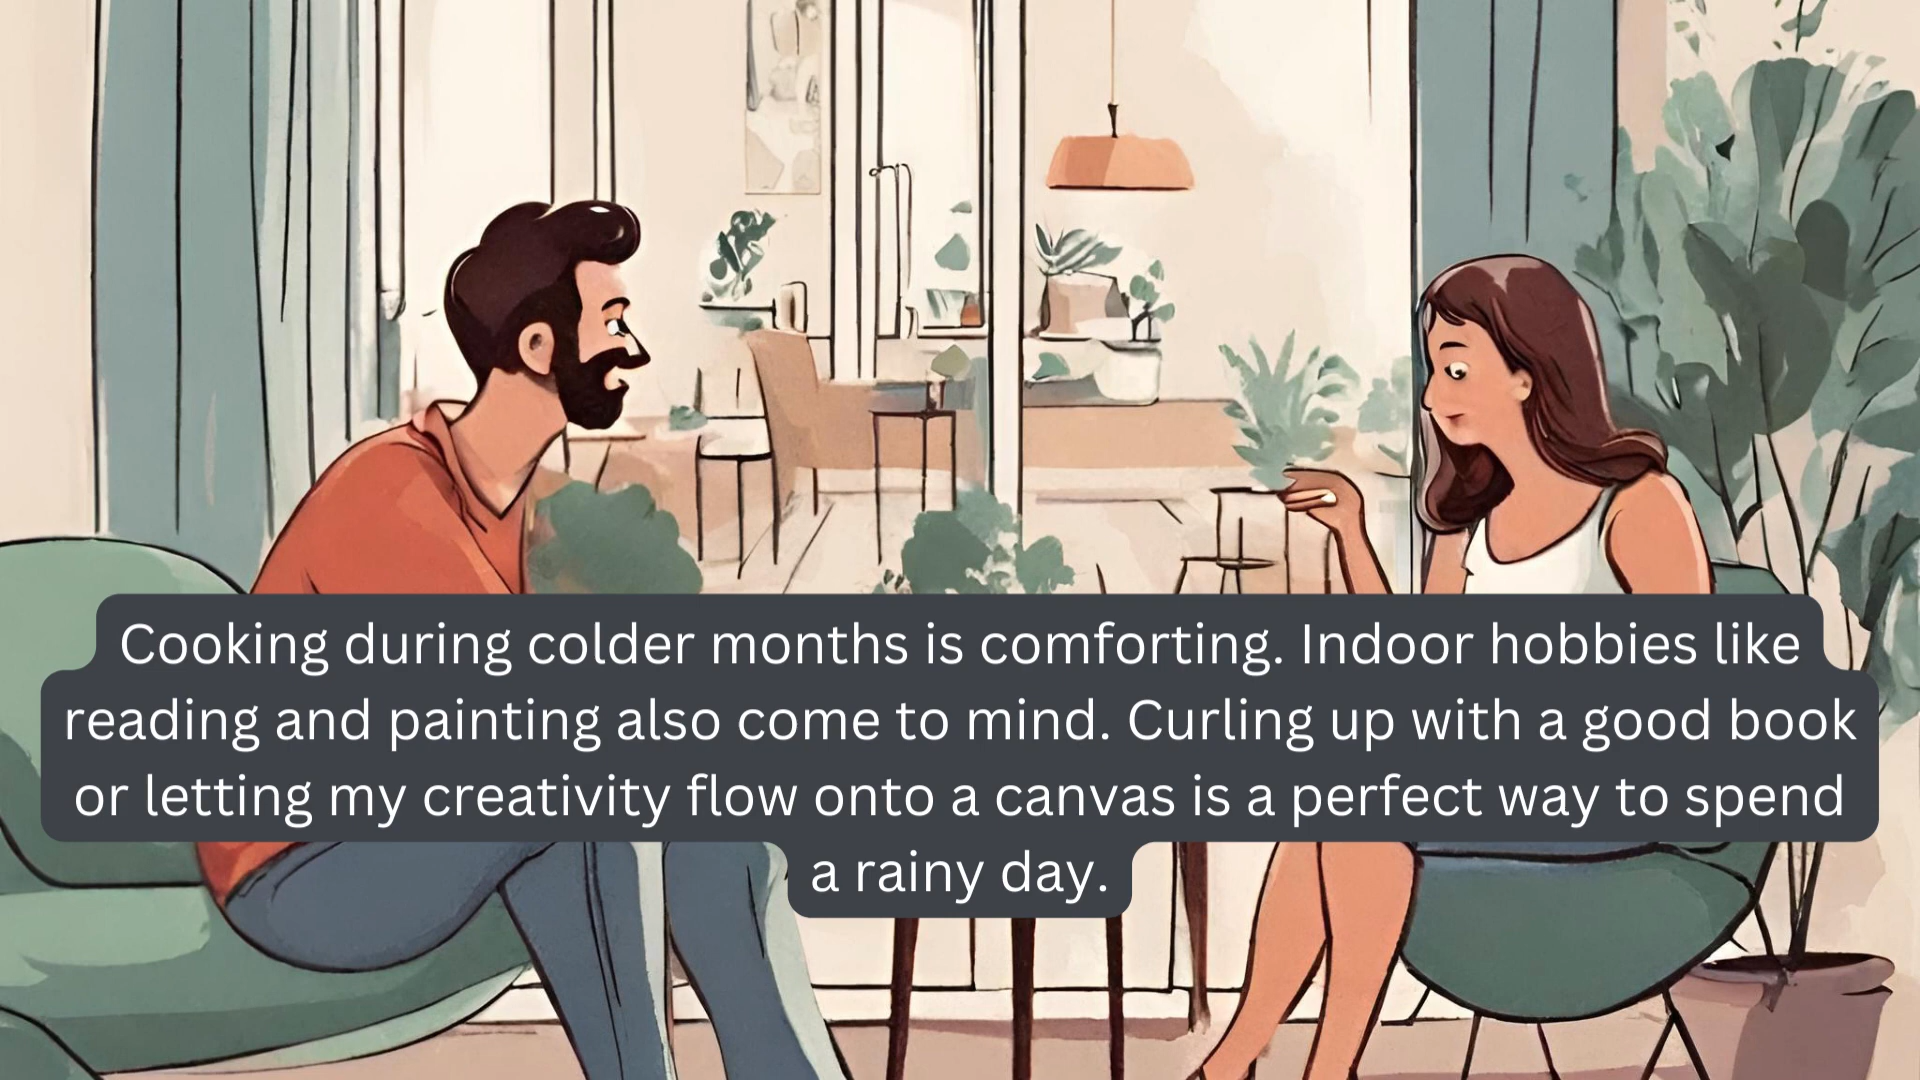 Cooking during colder months is comforting. Indoor hobbies like
reading and painting also come to mind. Curling up with a good book
or letting my creativity flow onto a canvas is a perfect way to spend
a rainy day.